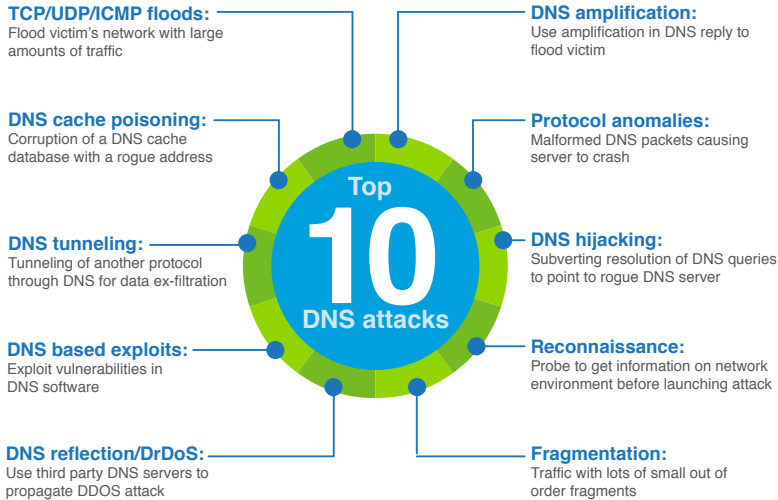 TCP/UDP/ICMP floods:
Flood victim's network with large
amounts of traffic
DNS cache poisoning:
Corruption of a DNS cache
database with a rogue address
DNS tunneling:
Tunneling of another protocol
through DNS for data ex-filtration
DNS based exploits:
Exploit vulnerabilities in
DNS software
DNS reflection/DrDoS:
Use third party DNS servers to
propagate DDOS attack
Top
10
DNS attacks
DNS amplification:
Use amplification in DNS reply to
flood victim
Protocol anomalies:
Malformed DNS packets causing
server to crash
DNS hijacking:
Subverting resolution of DNS queries
to point to rogue DNS server
Reconnaissance:
Probe to get information on network
environment before launching attack
Fragmentation:
Traffic with lots of small out of
order fragments